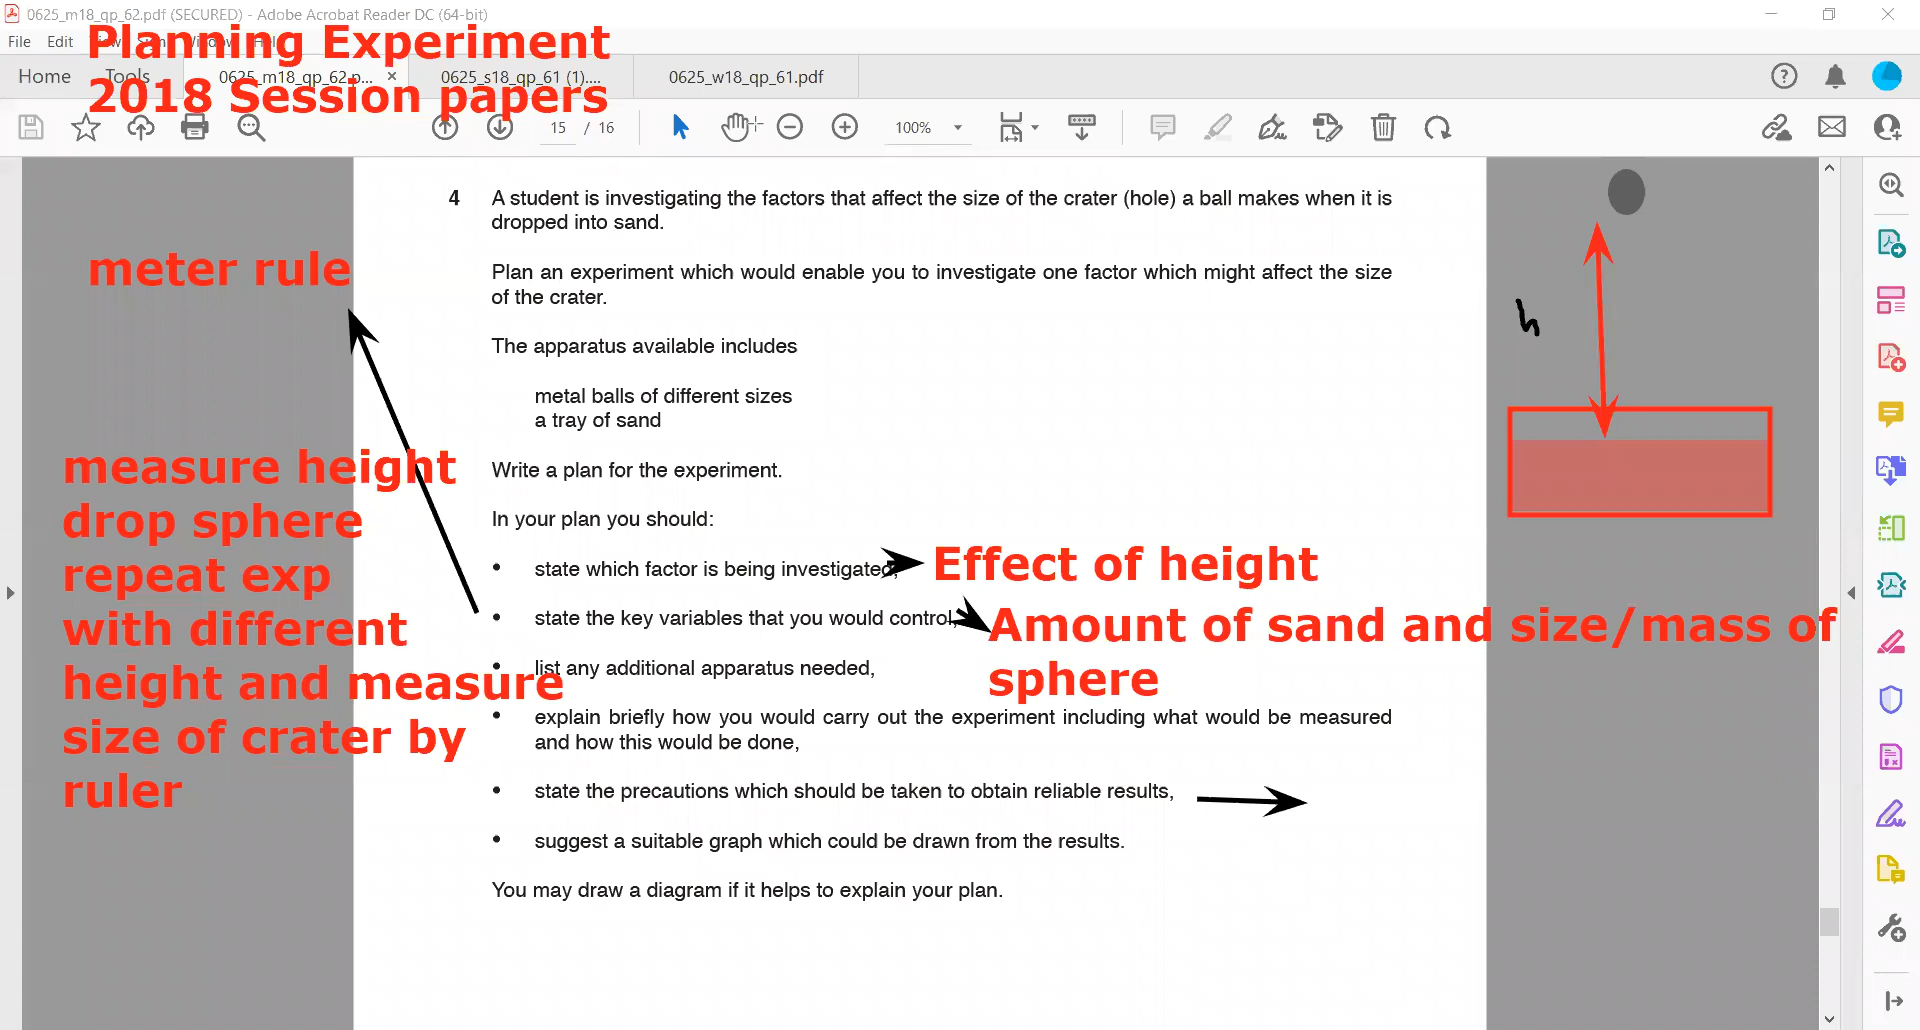 0625_m18_qp_62.pdf (SECURED) - Adobe Acrobat Reader DC (64-bit)
File Edit View Sign Window Help
Planning Experiment
2018 Session papers
Home Tools 0625_m18_qp_62.p... × 0625_s18_qp_61 (1).... 0625_w18_qp_61.pdf
15 / 16 100%
4 A student is investigating the factors that affect the size of the crater (hole) a ball makes when it is
dropped into sand.
Plan an experiment which would enable you to investigate one factor which might affect the size
of the crater.
The apparatus available includes
metal balls of different sizes
a tray of sand
Write a plan for the experiment.
In your plan you should:
• state which factor is being investigated,
• state the key variables that you would control,
• list any additional apparatus needed,
• explain briefly how you would carry out the experiment including what would be measured
and how this would be done,
• state the precautions which should be taken to obtain reliable results,
• suggest a suitable graph which could be drawn from the results.
You may draw a diagram if it helps to explain your plan.
meter rule
measure height
drop sphere
repeat exp
with different
height and measure
size of crater by
ruler
Effect of height
Amount of sand and size/mass of
sphere
h